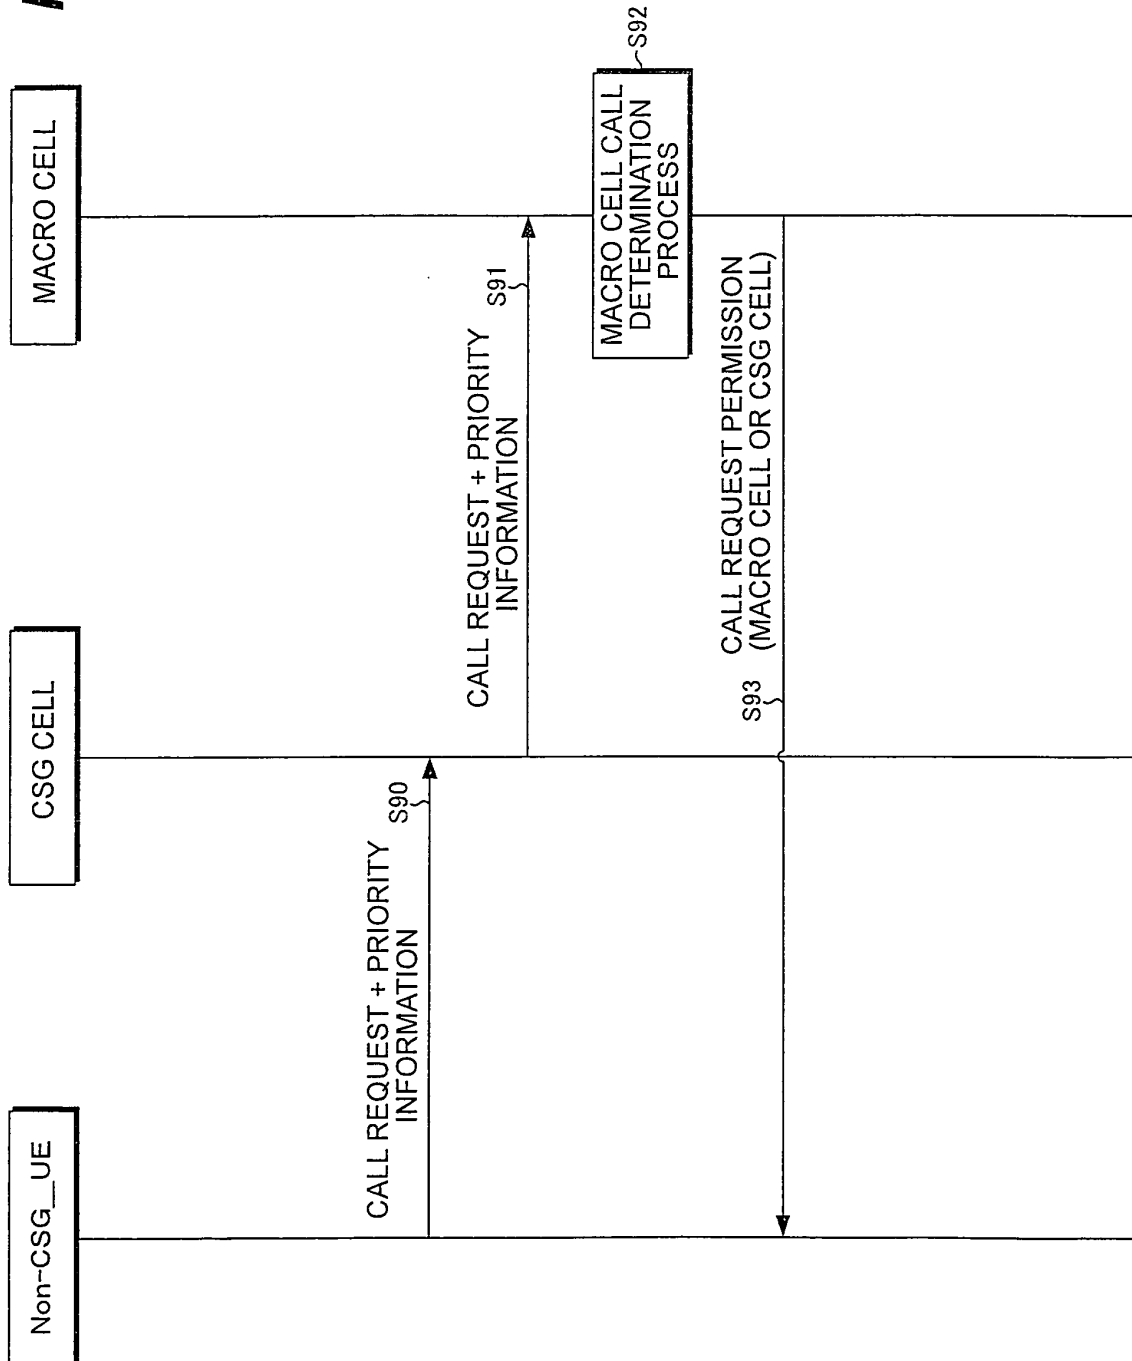 Non-CSG_UE
CSG CELL
MACRO CELL
CALL REQUEST + PRIORITY
INFORMATION
S90
CALL REQUEST + PRIORITY
INFORMATION
S91
MACRO CELL CALL
DETERMINATION
PROCESS
S92
CALL REQUEST PERMISSION
(MACRO CELL OR CSG CELL)
S93